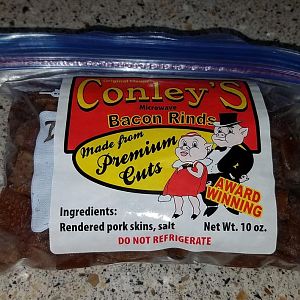 Conley'S
Microwave
Bacon Rinds
Made from
Premium
Cuts
AWARD
WINNING
Ingredients:
Rendered pork skins, salt
Net Wt. 10 oz.
DO NOT REFRIGERATE